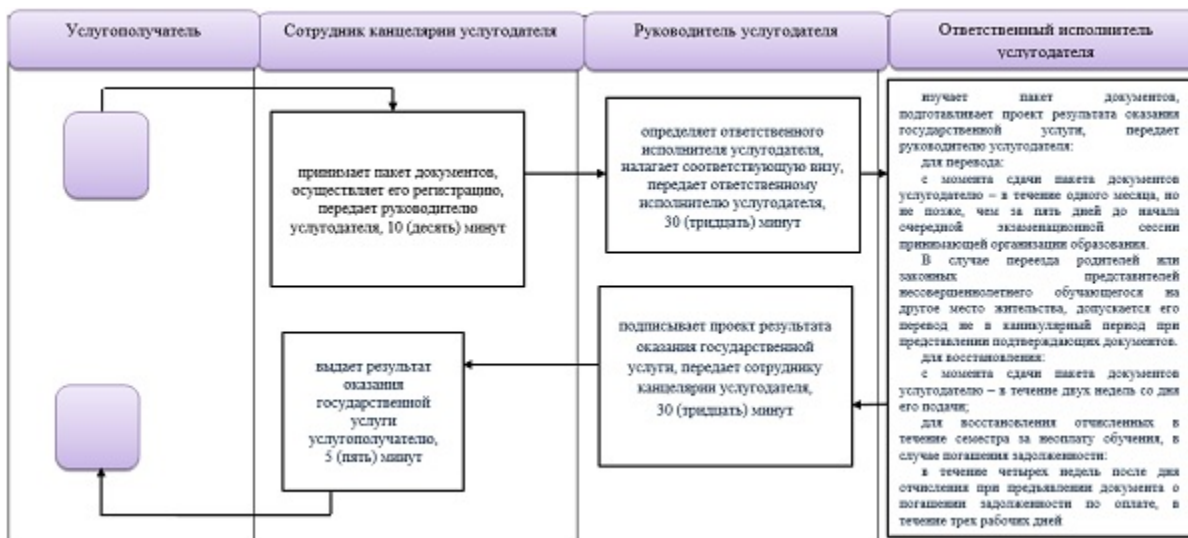 Услугополучатель
Сотрудник канцелярии услугодателя
Руководитель услугодателя
Ответственный исполнитель
услугодателя
принимает пакет документов,
осуществляет его регистрацию,
передает руководителю
услугодателя, 10 (десять) минут
определяет ответственного
исполнителя услугодателя,
налагает соответствующую визу,
передает ответственному
исполнителю услугодателя,
30 (тридцать) минут
изучает пакет документов,
подготавливает проект результата оказания
государственной услуги, передает
руководителю услугодателя:
для перевода:
с момента сдачи пакета документов
услугодателю – в течение одного месяца, но
не позже, чем за пять дней до начала
очередной экзаменационной сессии
принимающей организации образования.
В случае переезда родителей или
законных представителей
несовершеннолетнего обучающегося на
другое место жительства, допускается его
перевод не в каникулярный период при
представлении подтверждающих документов.
для восстановления:
с момента сдачи пакета документов
услугодателю – в течение двух недель со дня
его подачи;
для восстановления отчисленных в
течение семестра за неоплату обучения, в
случае погашения задолженности:
в течение четырех недель после дня
отчисления при предъявлении документа о
погашении задолженности по оплате, в
течение трех рабочих дней
подписывает проект результата
оказания государственной
услуги, передает сотруднику
канцелярии услугодателя,
30 (тридцать) минут
выдает результат
оказания
государственной
услуги
услугополучателю,
5 (пять) минут